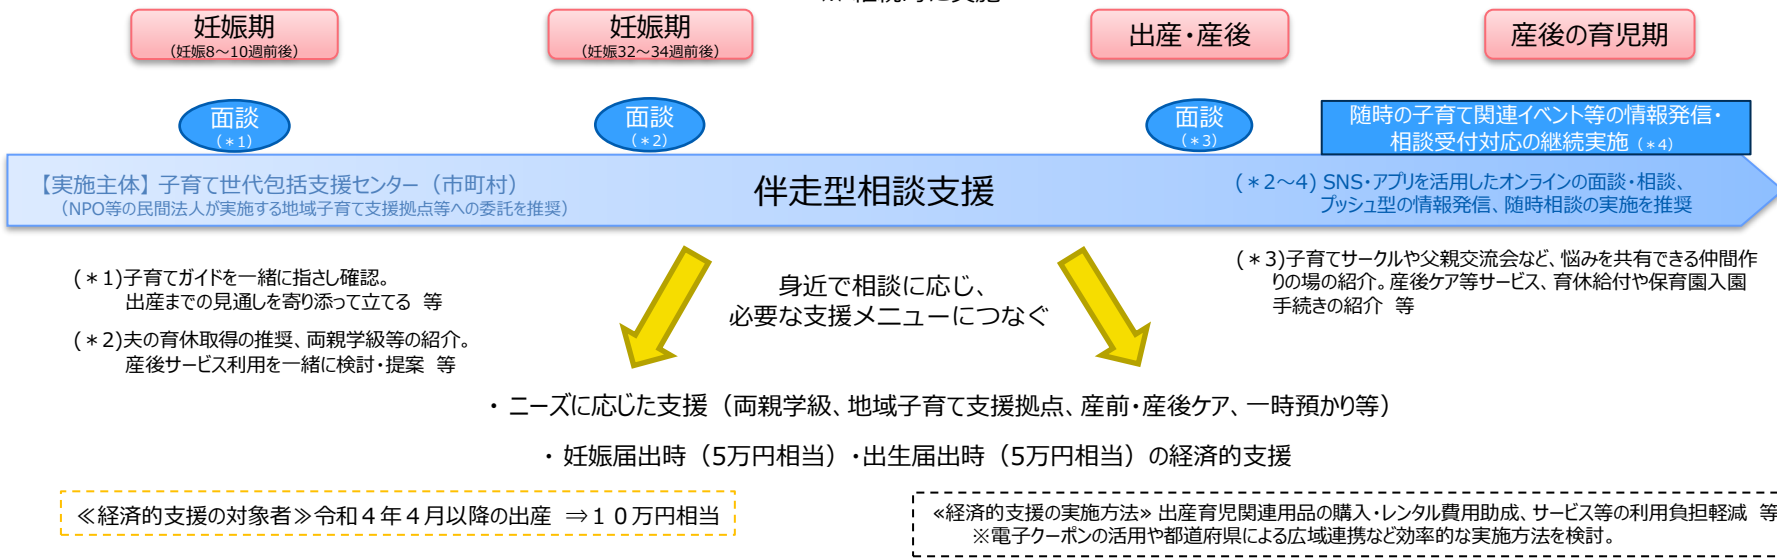 妊娠期
(妊娠8～10週前後)
妊娠期
(妊娠32～34週前後)
出産・産後
産後の育児期
面談
(＊1)
面談
(＊2)
面談
(＊3)
随時の子育て関連イベント等の情報発信・
相談受付対応の継続実施 (＊4)
【実施主体】子育て世代包括支援センター（市町村）
（NPO等の民間法人が実施する地域子育て支援拠点等への委託を推奨）
伴走型相談支援
(＊2～4) SNS・アプリを活用したオンラインの面談・相談、
プッシュ型の情報発信、随時相談の実施を推奨
(＊1)子育てガイドを一緒に指さし確認。
出産までの見通しを寄り添って立てる 等
(＊2)夫の育休取得の推奨、両親学級等の紹介。
産後サービス利用を一緒に検討・提案 等
身近で相談に応じ、
必要な支援メニューにつなぐ
(＊3)子育てサークルや父親交流会など、悩みを共有できる仲間作
りの場の紹介。産後ケア等サービス、育休給付や保育園入園
手続きの紹介 等
・ ニーズに応じた支援（両親学級、地域子育て支援拠点、産前・産後ケア、一時預かり等）
・ 妊娠届出時（5万円相当）・出生届出時（5万円相当）の経済的支援
≪経済的支援の対象者≫令和４年４月以降の出産 ⇒１０万円相当
≪経済的支援の実施方法≫ 出産育児関連用品の購入・レンタル費用助成、サービス等の利用負担軽減 等
※電子クーポンの活用や都道府県による広域連携など効率的な実施方法を検討。